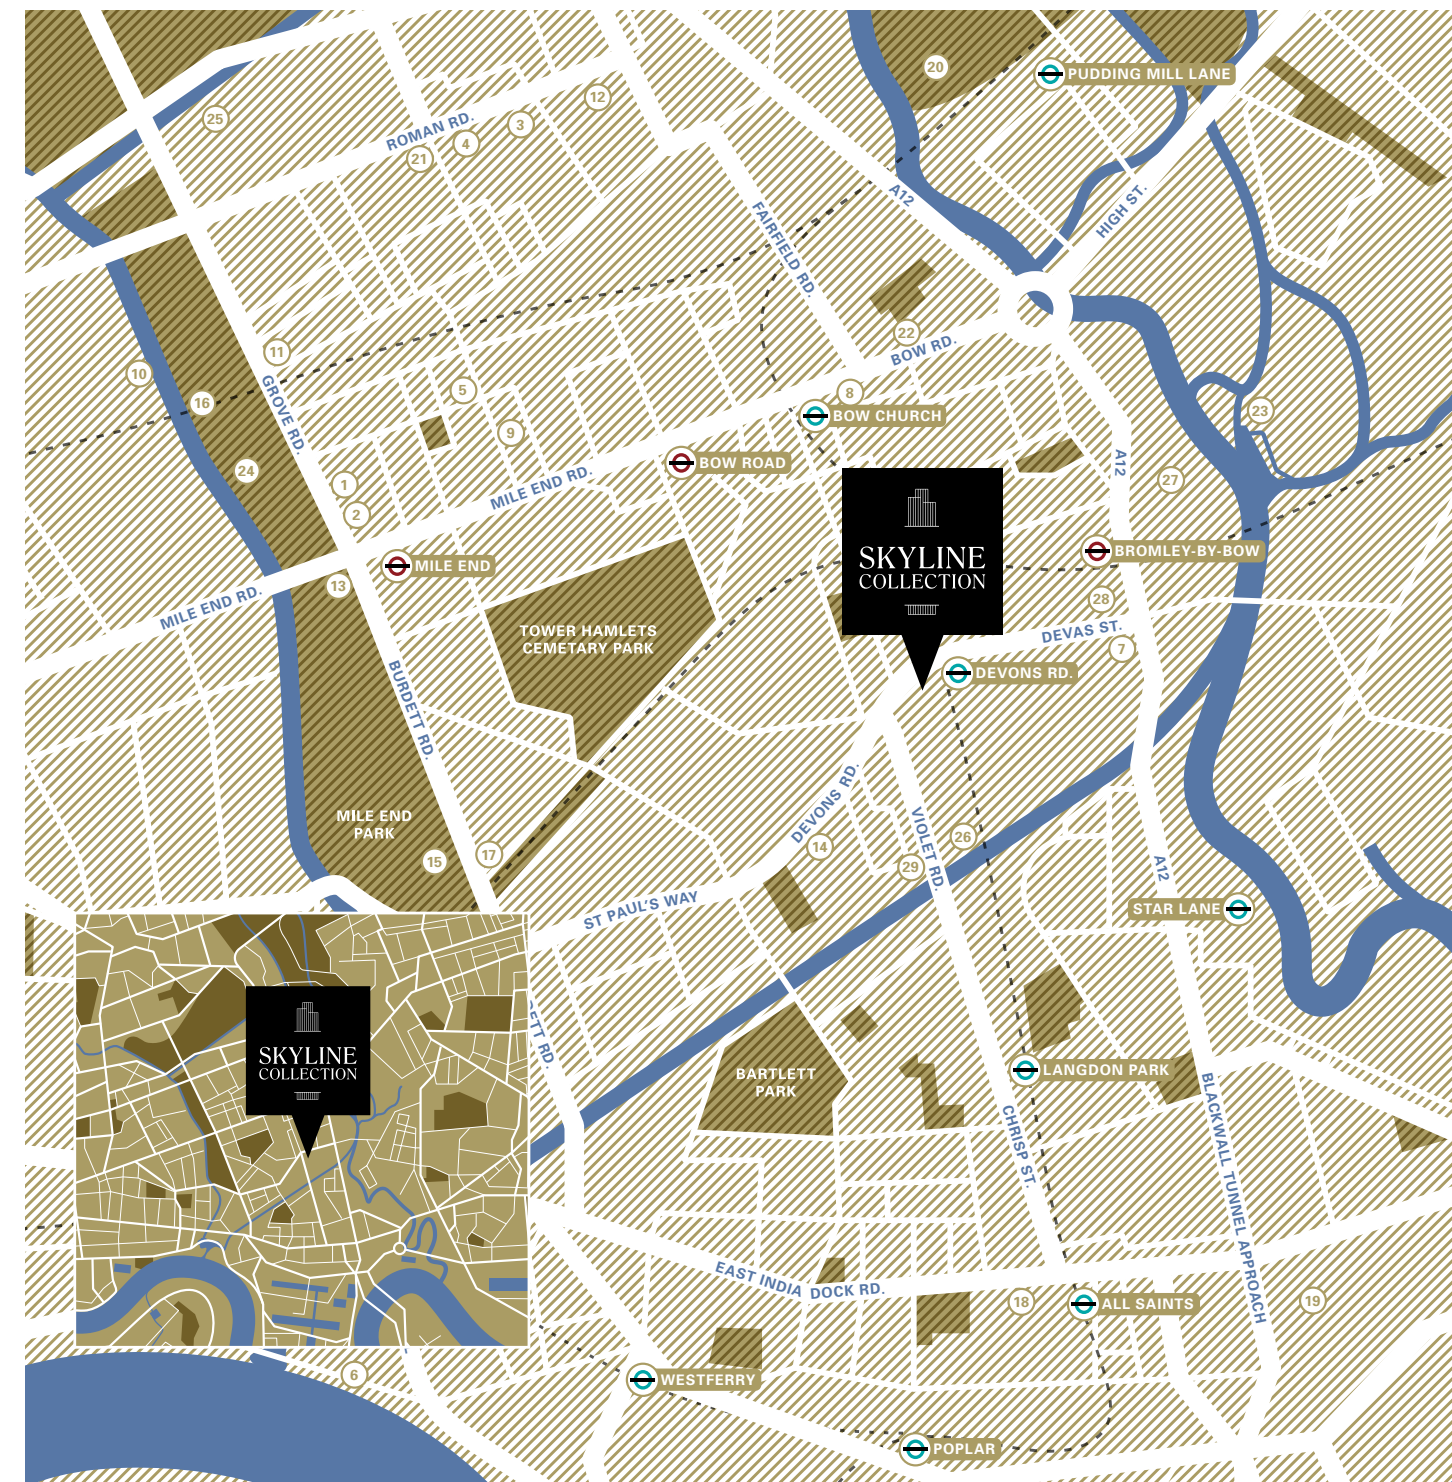 20
PUDDING MILL LANE
25
12
3
ROMAN RD.
4
21
A12
HIGH ST.
FAIRFIELD RD.
22
BOW RD.
11
10
GROVE RD.
16
5
8
BOW CHURCH
23
9
24
1
2
MILE END RD.
BOW ROAD
A12
27
SKYLINE
COLLECTION
BROMLEY-BY-BOW
MILE END
13
MILE END RD.
28
DEVAS ST.
7
TOWER HAMLETS
CEMETARY PARK
DEVONS RD.
BURDETT RD.
MILE END
PARK
15
17
DEVONS RD.
14
VIOLET RD.
26
29
A12
STAR LANE
ST PAUL'S WAY
SKYLINE
COLLECTION
ETT RD.
BARTLETT
PARK
LANGDON PARK
CHRISP ST.
BLACKWALL TUNNEL APPROACH
EAST INDIA DOCK RD.
18
ALL SAINTS
19
6
WESTFERRY
POPLAR